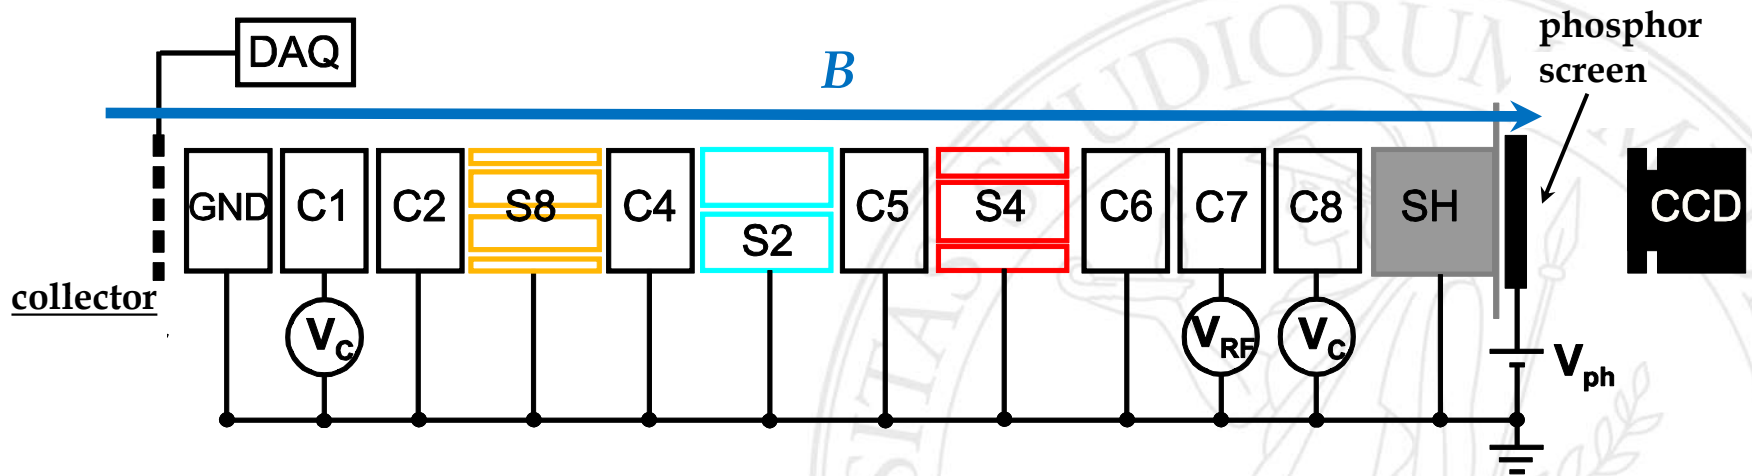 phosphor
screen
DAQ
B
GND C1 C2 S8 C4 S2 C5 S4 C6 C7 C8 SH CCD
collector
VC VRF VC Vph
STUDIORUM